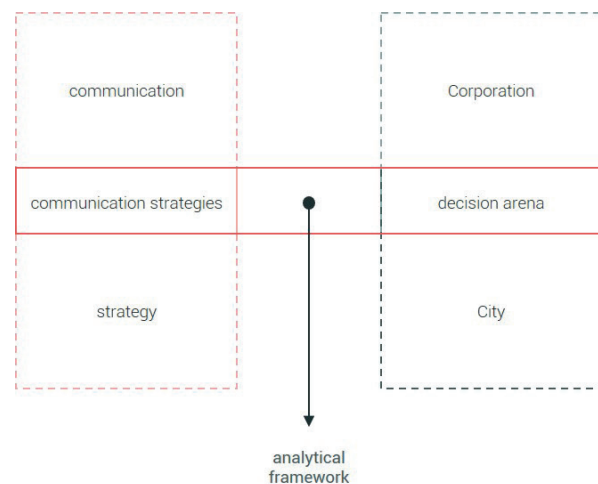 communication
Corporation
communication strategies
decision arena
strategy
City
analytical
framework